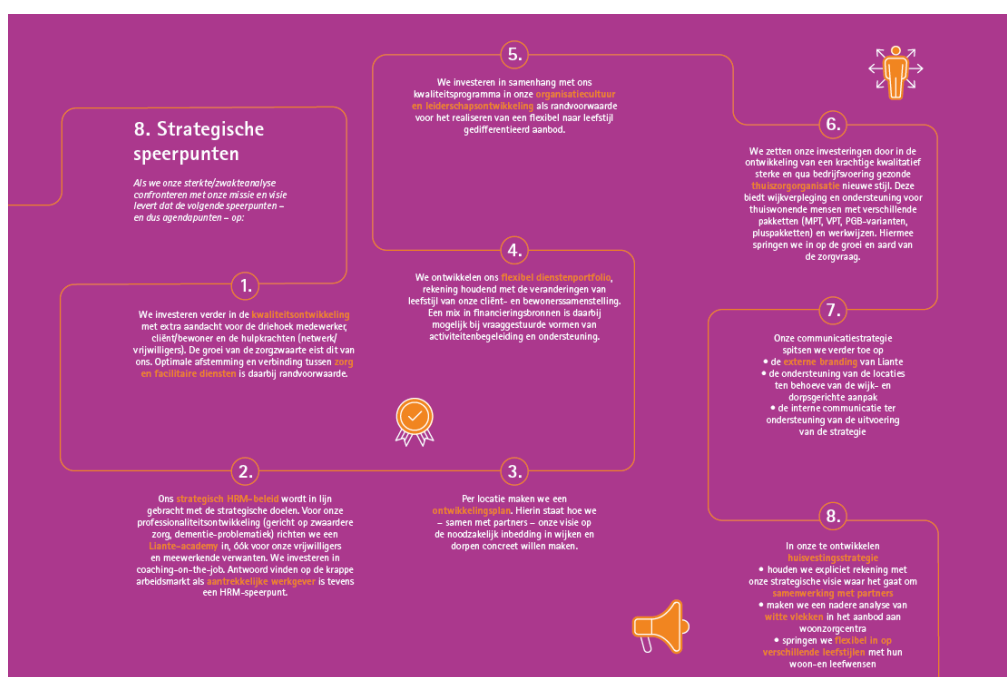 8. Strategische
speerpunten
Als we onze sterkte/zwakteanalyse
confronteren met onze missie en visie
levert dat de volgende speerpunten –
en dus agendapunten – op:
1.
We investeren verder in de kwaliteitsontwikkeling
met extra aandacht voor de driehoek medewerker,
cliënt/bewoner en de hulpkrachten (netwerk/
vrijwilligers). De groei van de zorgzwaarte eist dit van
ons. Optimale afstemming en verbinding tussen zorg
en facilitaire diensten is daarbij randvoorwaarde.
2.
Ons strategisch HRM-beleid wordt in lijn
gebracht met de strategische doelen. Voor onze
professionaliteitsontwikkeling (gericht op zwaardere
zorg, dementie-problematiek) richten we een
Liante-academy in, óók voor onze vrijwilligers
en meewerkende verwanten. We investeren in
coaching-on-the-job. Antwoord vinden op de krappe
arbeidsmarkt als aantrekkelijke werkgever is tevens
een HRM-speerpunt.
3.
Per locatie maken we een
ontwikkelingsplan. Hierin staat hoe we
– samen met partners – onze visie op
de noodzakelijk inbedding in wijken en
dorpen concreet willen maken.
4.
We ontwikkelen ons flexibel dienstenportfolio,
rekening houdend met de veranderingen van
leefstijl van onze cliënt- en bewonerssamenstelling.
Een mix in financieringsbronnen is daarbij
mogelijk bij vraaggestuurde vormen van
activiteitenbegeleiding en ondersteuning.
5.
We investeren in samenhang met ons
kwaliteitsprogramma in onze organisatiecultuur
en leiderschapsontwikkeling als randvoorwaarde
voor het realiseren van een flexibel naar leefstijl
gedifferentieerd aanbod.
6.
We zetten onze investeringen door in de
ontwikkeling van een krachtige kwalitatief
sterke en qua bedrijfsvoering gezonde
thuiszorgorganisatie nieuwe stijl. Deze
biedt wijkverpleging en ondersteuning voor
thuiswonende mensen met verschillende
pakketten (MPT, VPT, PGB-varianten,
pluspakketten) en werkwijzen. Hiermee
springen we in op de groei en aard van
de zorgvraag.
7.
Onze communicatiestrategie
spitsen we verder toe op
• de externe branding van Liante
• de ondersteuning van de locaties
ten behoeve van de wijk- en
dorpsgerichte aanpak
• de interne communicatie ter
ondersteuning van de uitvoering
van de strategie
8.
In onze te ontwikkelen
huisvestingsstrategie
• houden we expliciet rekening met
onze strategische visie waar het gaat om
samenwerking met partners
• maken we een nadere analyse van
witte vlekken in het aanbod aan
woonzorgcentra
• springen we flexibel in op
verschillende leefstijlen met hun
woon-en leefwensen